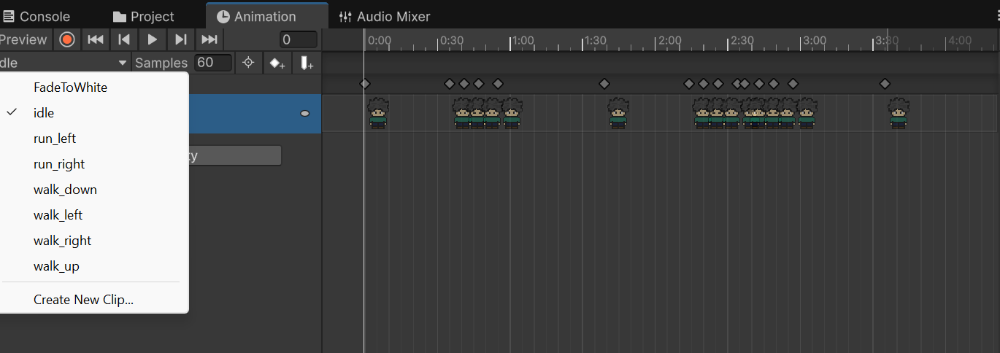 Console Project Animation Audio Mixer
Preview 0 0:00 0:30 1:00 1:30 2:00 2:30 3:00 3:30 4:00
dle Samples 60
FadeToWhite
idle
run_left
run_right
ty
walk_down
walk_left
walk_right
walk_up
Create New Clip...